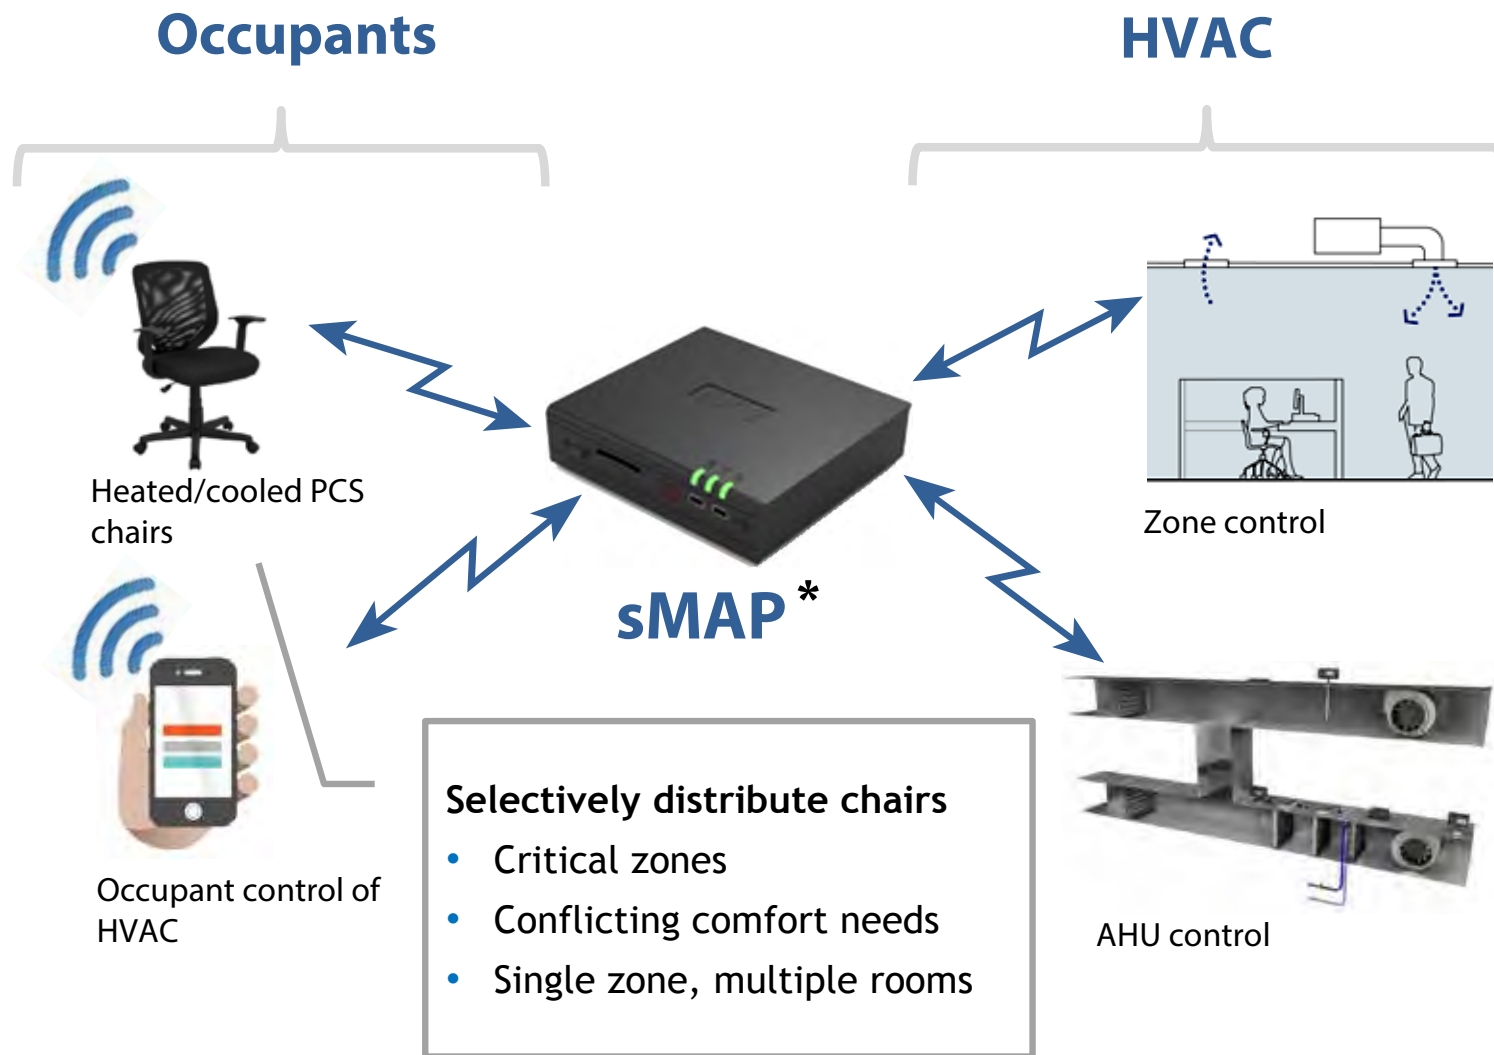 Occupants
HVAC
Heated/cooled PCS
chairs
Zone control
sMAP*
Occupant control of
HVAC
AHU control
Selectively distribute chairs
• Critical zones
• Conflicting comfort needs
• Single zone, multiple rooms